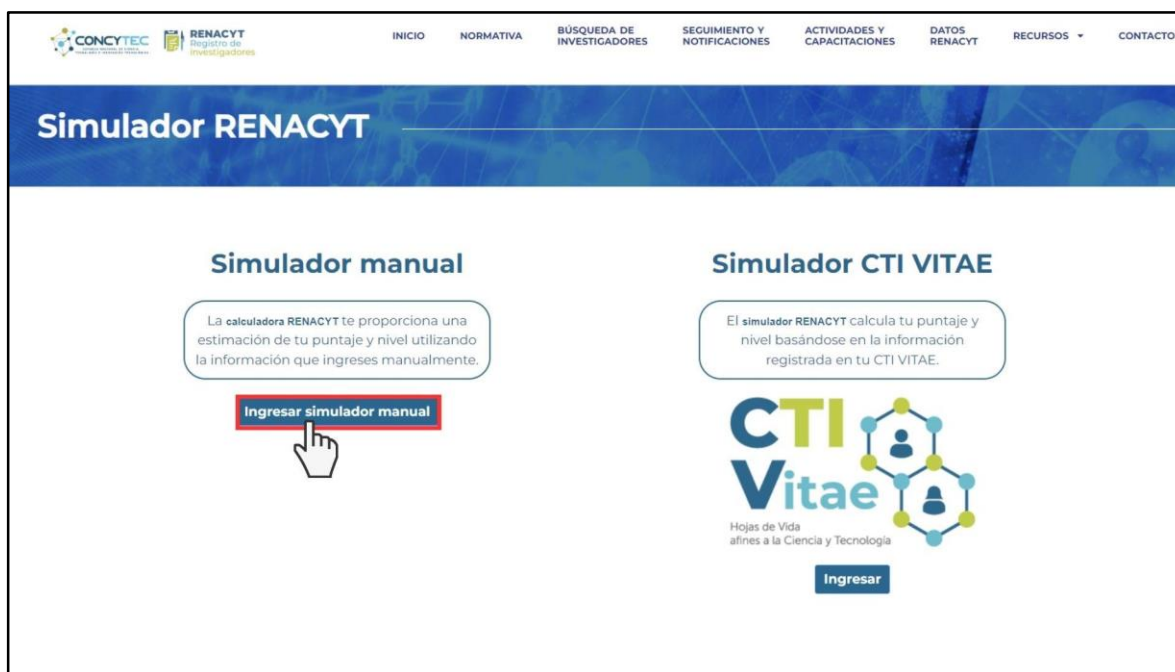 CONCYTEC
RENACYT
Registro de
Investigadores
INICIO
NORMATIVA
BÚSQUEDA DE
INVESTIGADORES
SEGUIMIENTO Y
NOTIFICACIONES
ACTIVIDADES Y
CAPACITACIONES
DATOS
RENACYT
RECURSOS
CONTACTO
Simulador RENACYT
Simulador manual
La calculadora RENACYT te proporciona una
estimación de tu puntaje y nivel utilizando
la información que ingreses manualmente.
Ingresar simulador manual
Simulador CTI VITAE
El simulador RENACYT calcula tu puntaje y
nivel basándose en la información
registrada en tu CTI VITAE.
CTI
Vitae
Hojas de Vida
afines a la Ciencia y Tecnología
Ingresar